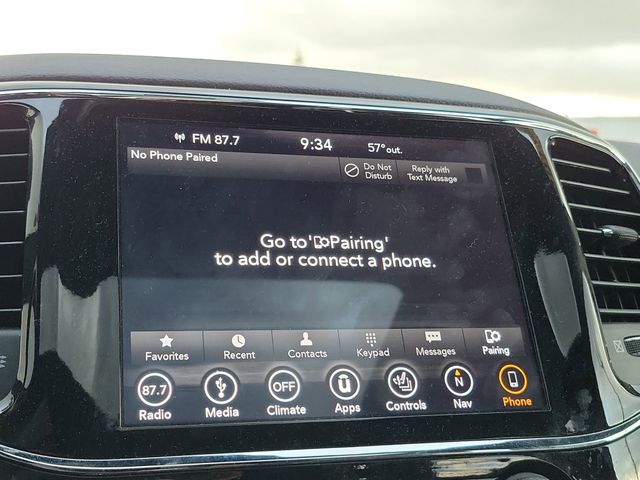 FM 87.7 9:34 57° out.
No Phone Paired Do Not Disturb Reply with Text Message
Go to 'Pairing'
to add or connect a phone.
Favorites Recent Contacts Keypad Messages Pairing
87.7 OFF N
Radio Media Climate Apps Controls Nav Phone